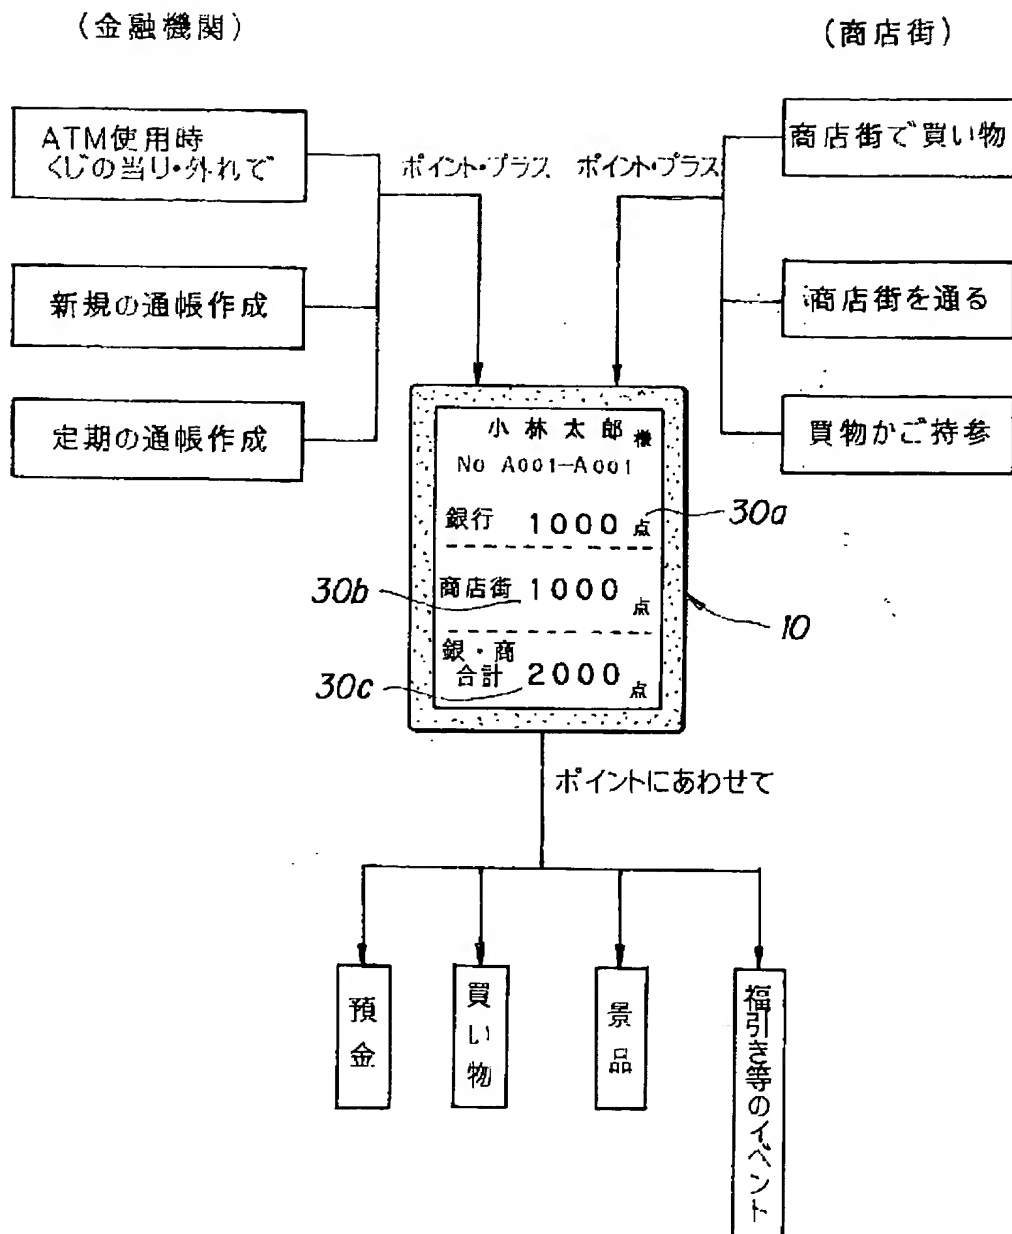 (金融機関)
(商店街)
ATM使用時
くじの当り・外れで
新規の通帳作成
定期の通帳作成
ポイント・プラス
ポイント・プラス
商店街で買い物
商店街を通る
買物かご持参
小林太郎様
No A001-A001
銀行 1000点
30a
30b
商店街 1000点
10
銀・商
合計 2000点
30c
ポイントにあわせて
預金
買い物
景品
福引き等のイベント